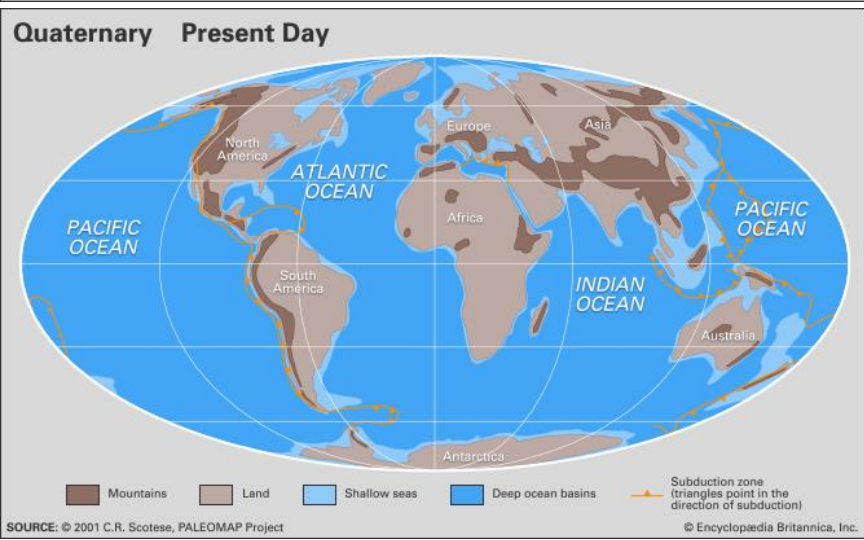 Quaternary Present Day
North
America
Europe
Asia
ATLANTIC
OCEAN
PACIFIC
OCEAN
Africa
PACIFIC
OCEAN
South
America
INDIAN
OCEAN
Australia
Antarctica
Mountains
Land
Shallow seas
Deep ocean basins
Subduction zone
(triangles point in the
direction of subduction)
SOURCE: © 2001 C.R. Scotese, PALEOMAP Project
© Encyclopædia Britannica, Inc.